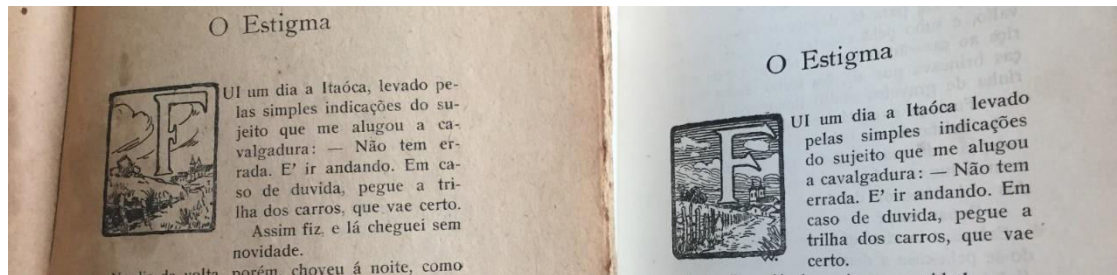 O Estigma
FUI um dia a Itaóca, levado pe-
las simples indicações do su-
jeito que me alugou a ca-
valgadura: — Não tem er-
rada. E' ir andando. Em ca-
so de duvida, pegue a tri-
lha dos carros, que vae certo.
Assim fiz, e lá cheguei sem
novidade.
volta, porém, choveu á noite, como
O Estigma
FUI um dia a Itaóca levado
pelas simples indicações
do sujeito que me alugou
a cavalgadura: — Não tem
errada. E' ir andando. Em
caso de duvida, pegue a
trilha dos carros, que vae
certo.